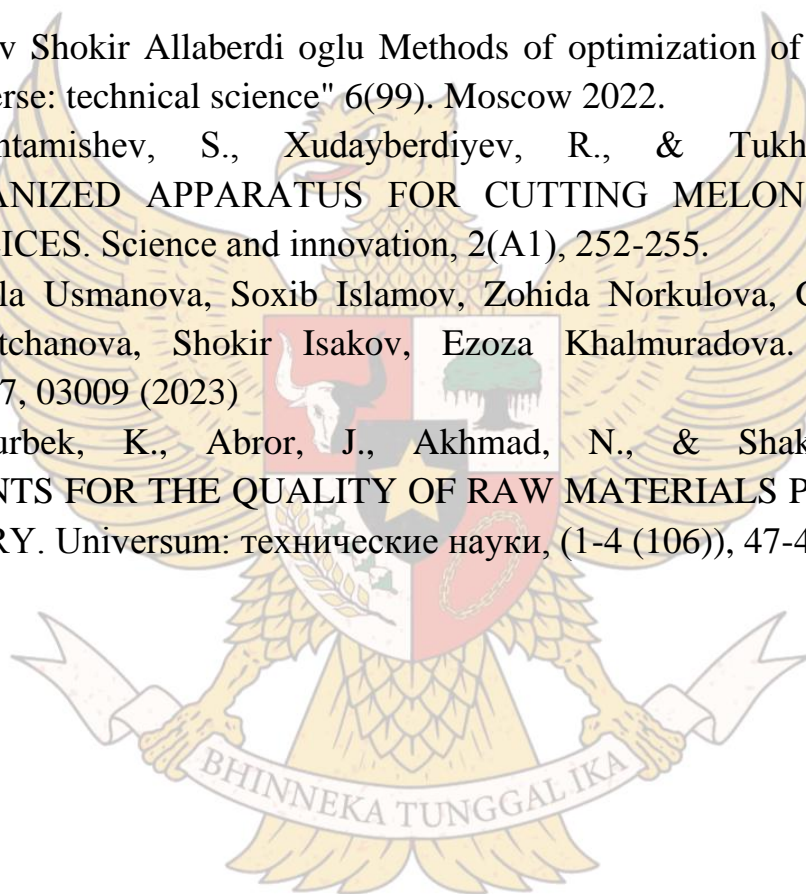 v Shokir Allaberdi oglu Methods of optimization of
erse: technical science" 6(99). Moscow 2022.
ntamishev, S., Xudayberdiyev, R., & Tukh
ANIZED APPARATUS FOR CUTTING MELON
ICES. Science and innovation, 2(A1), 252-255.
la Usmanova, Soxib Islamov, Zohida Norkulova, C
tchanova, Shokir Isakov, Ezoza Khalmuradova.
7, 03009 (2023)
urbek, K., Abror, J., Akhmad, N., & Shak
NTS FOR THE QUALITY OF RAW MATERIALS P
RY. Universum: технические науки, (1-4 (106)), 47-4
BHINNEKA TUNGGAL IKA